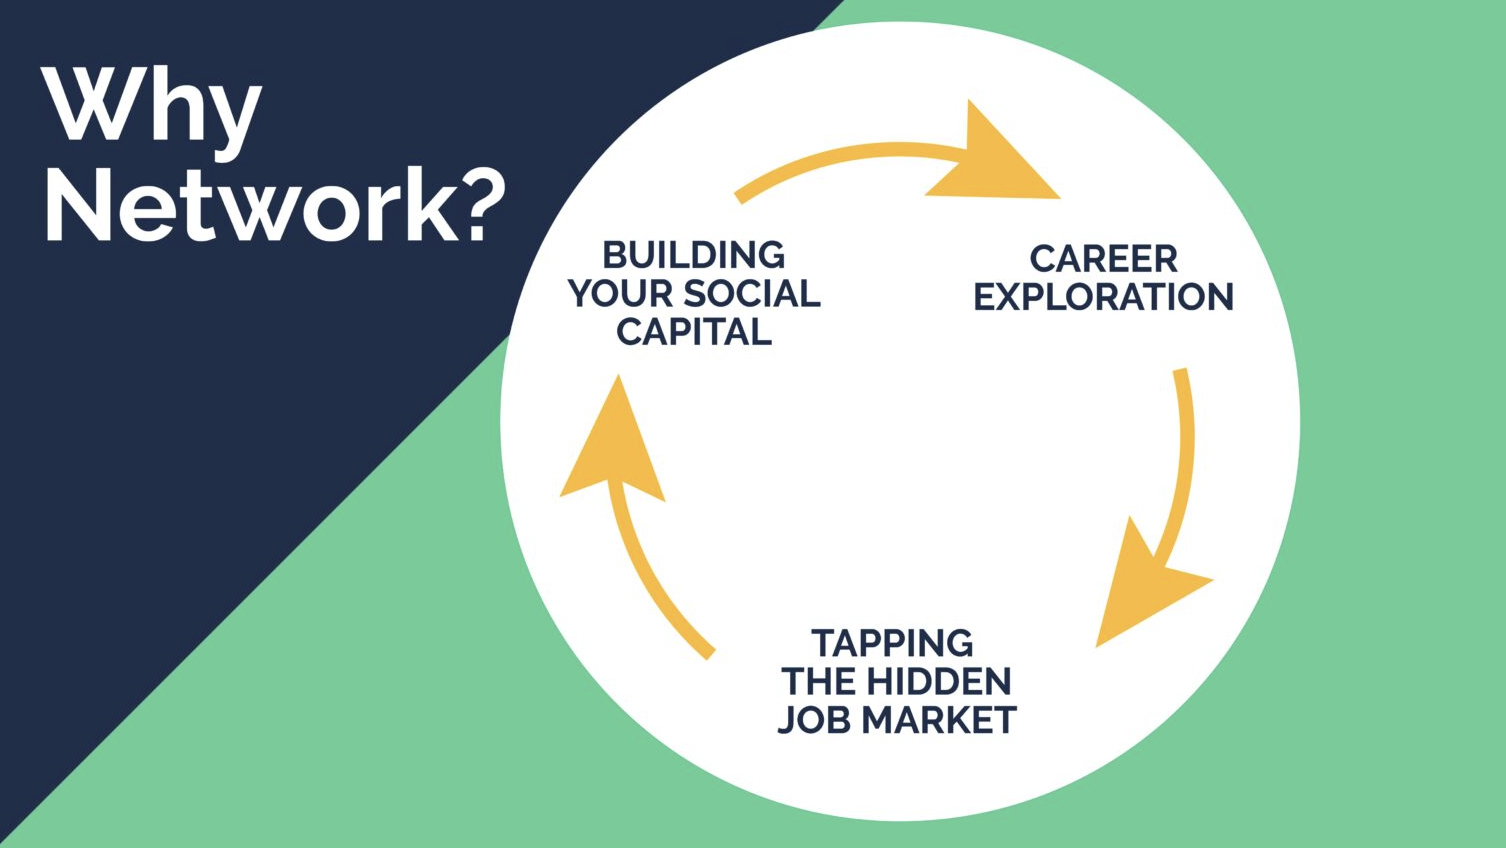 Why
Network?
BUILDING
YOUR SOCIAL
CAPITAL
CAREER
EXPLORATION
TAPPING
THE HIDDEN
JOB MARKET